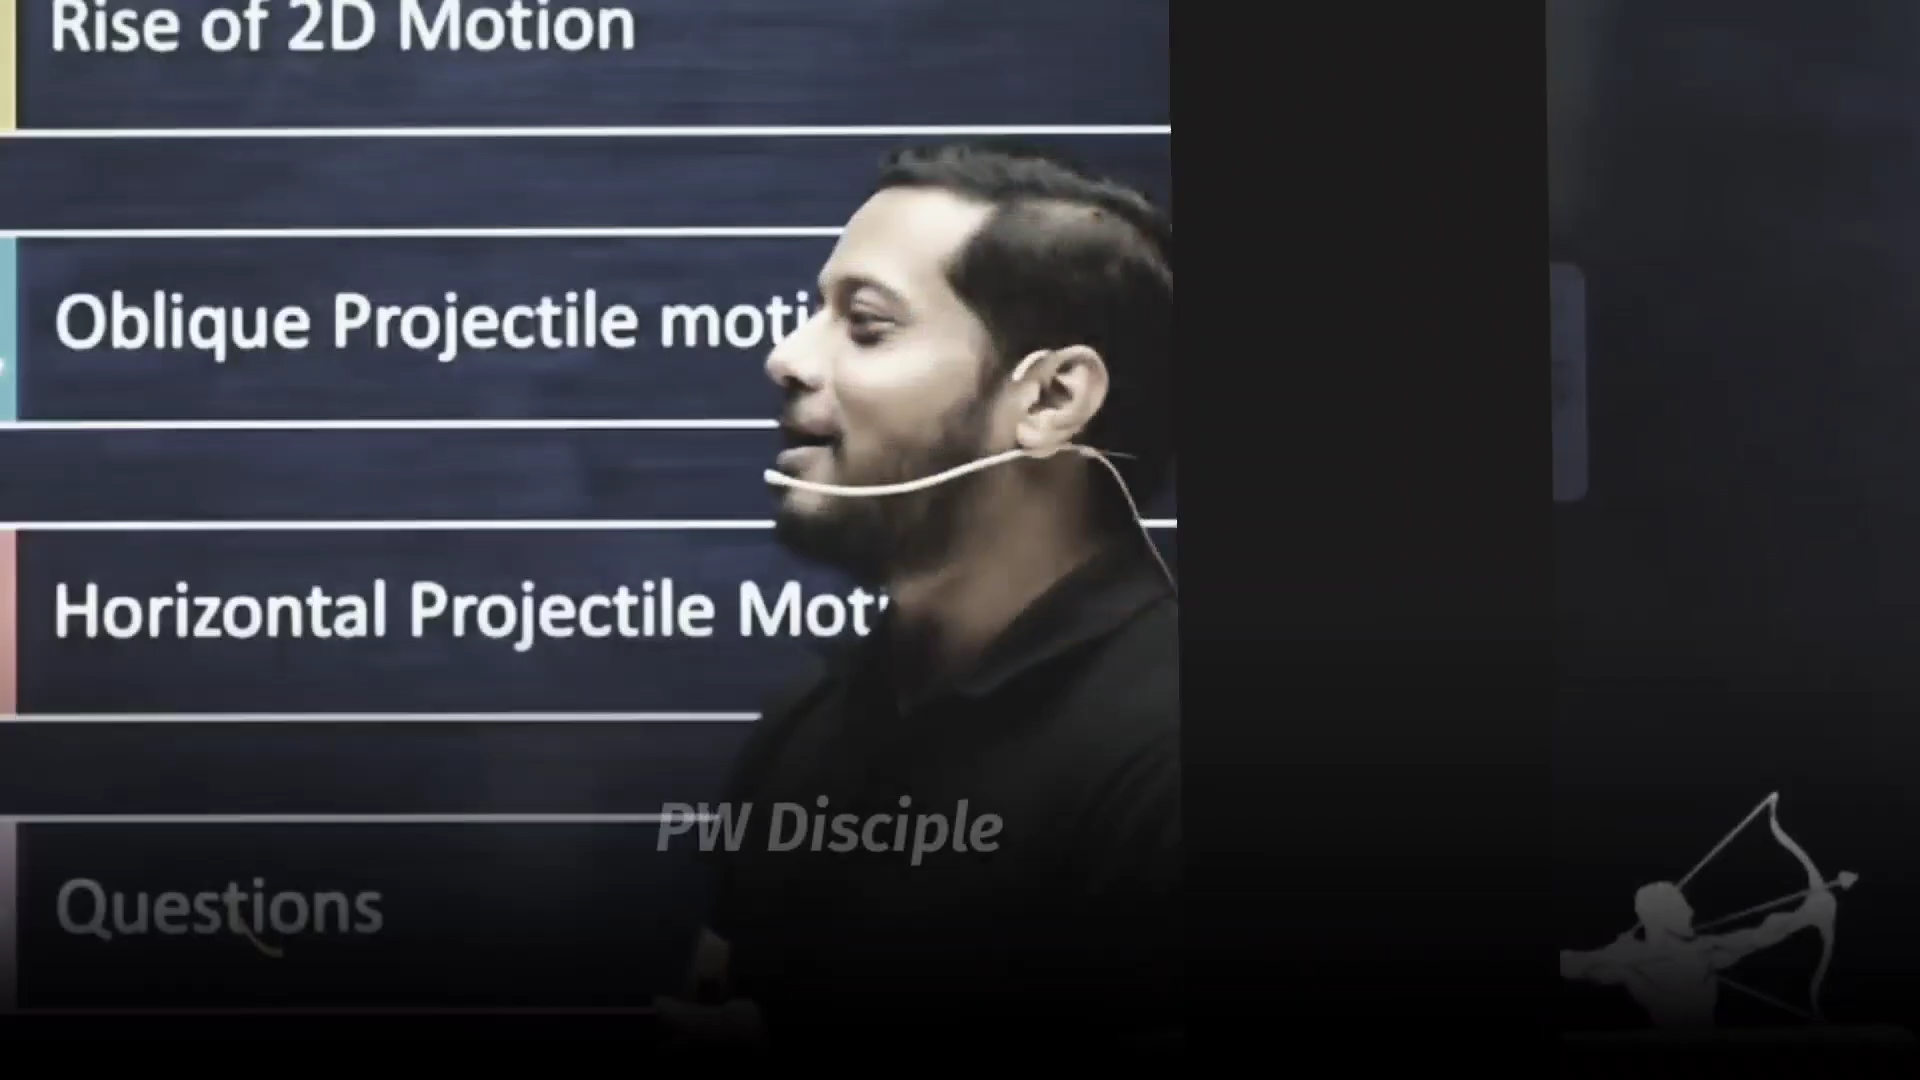 Rise of 2D Motion
Oblique Projectile moti
Horizontal Projectile Mot
PW Disciple
Questions